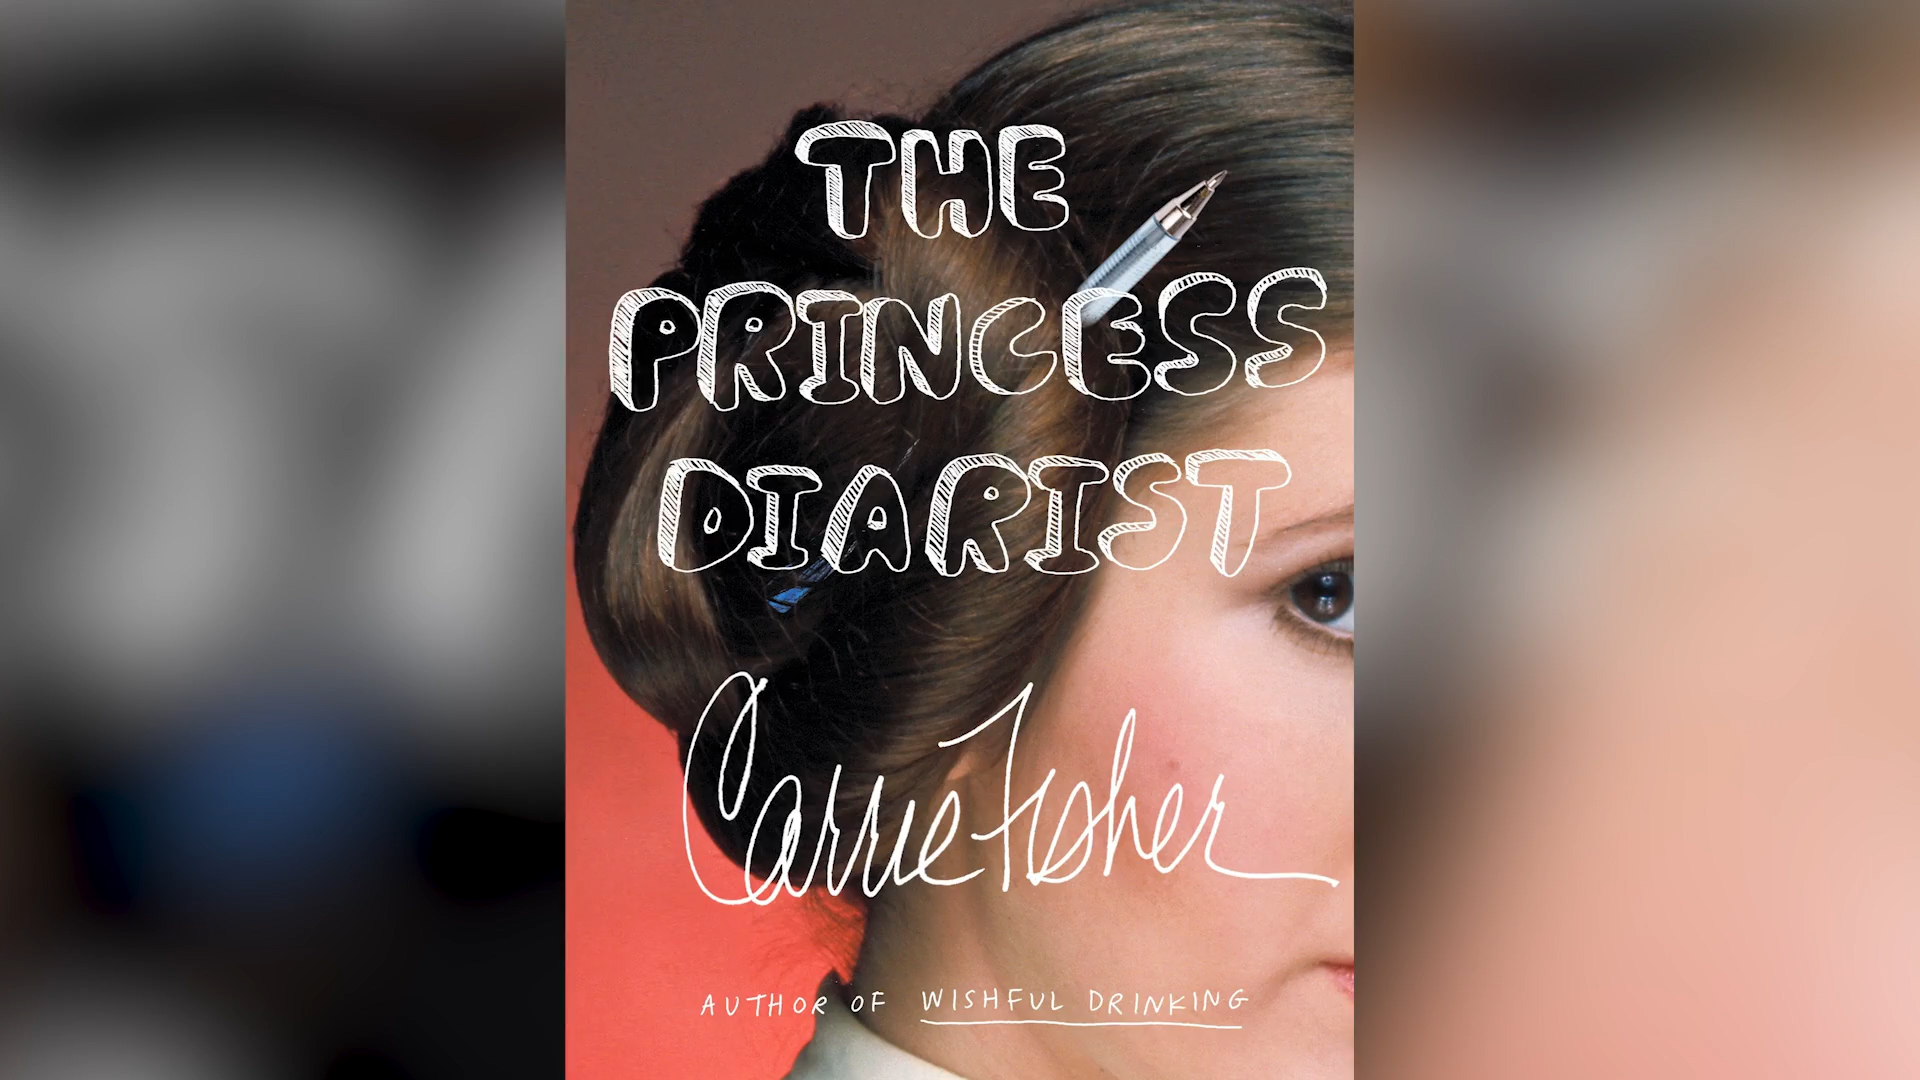 THE
PRINCESS
DIARIST
Carrie Fisher
AUTHOR OF WISHFUL DRINKING